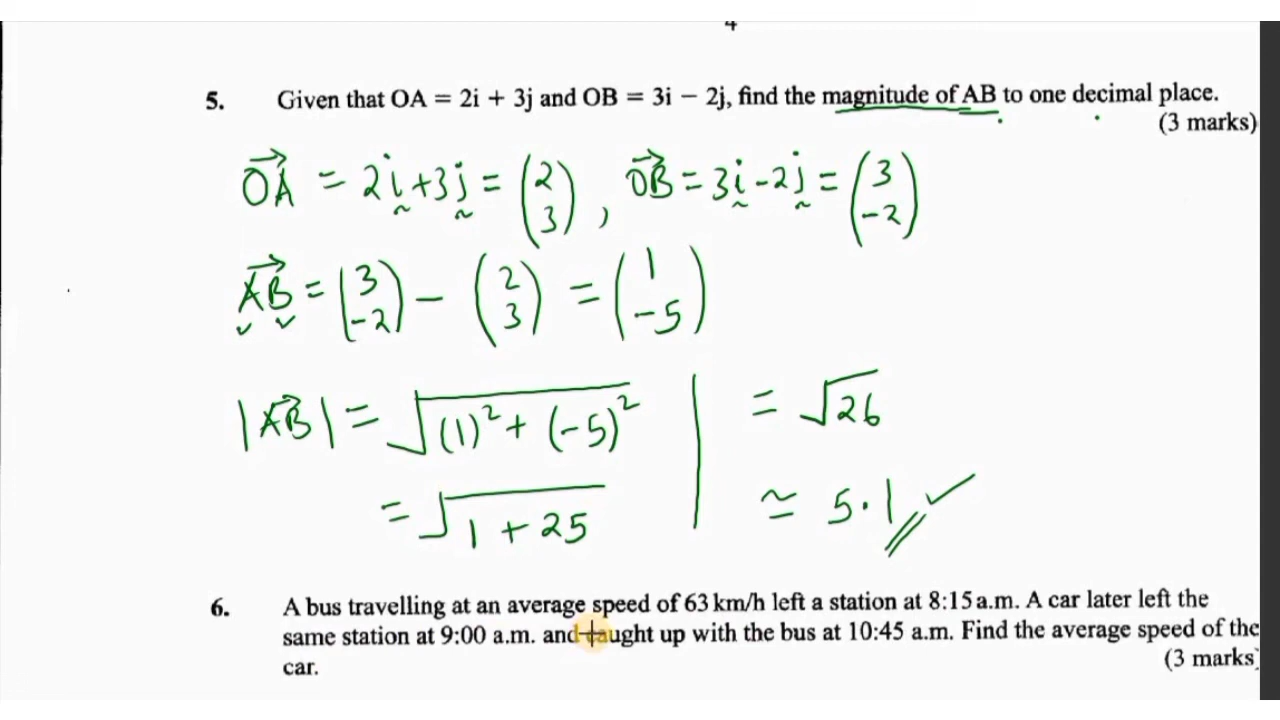 4
5. Given that OA = 2i + 3j and OB = 3i − 2j, find the magnitude of AB to one decimal place.
(3 marks)
OA = 2i + 3j = (2 3), OB = 3i - 2j = (3 -2)
AB = (3 -2) - (2 3) = (1 -5)
|AB| = √(1)² + (-5)²
= √1 + 25
= √26
≃ 5.1
6. A bus travelling at an average speed of 63 km/h left a station at 8:15 a.m. A car later left the
same station at 9:00 a.m. and caught up with the bus at 10:45 a.m. Find the average speed of the
car.
(3 marks)